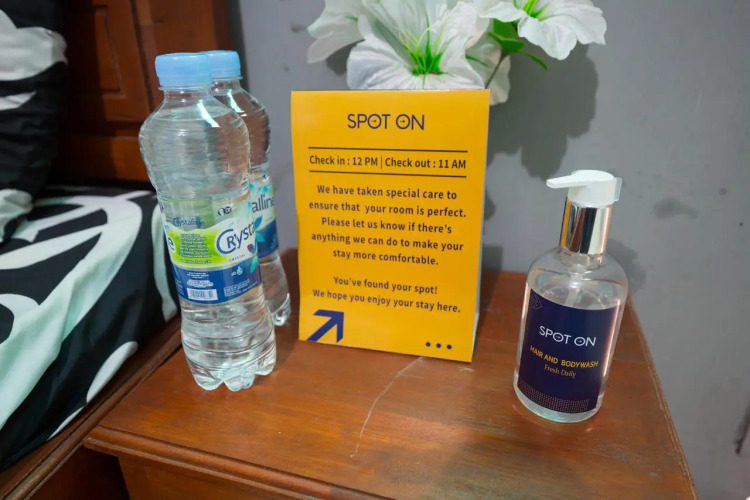 SPOT ON
Check in : 12 PM | Check out : 11 AM
We have taken special care to
ensure that your room is perfect.
Please let us know if there's
anything we can do to make your
stay more comfortable.
You've found your spot!
We hope you enjoy your stay here.
Crysta
alline
SPOT ON
HAIR AND BODYWASH
Fresh Daily